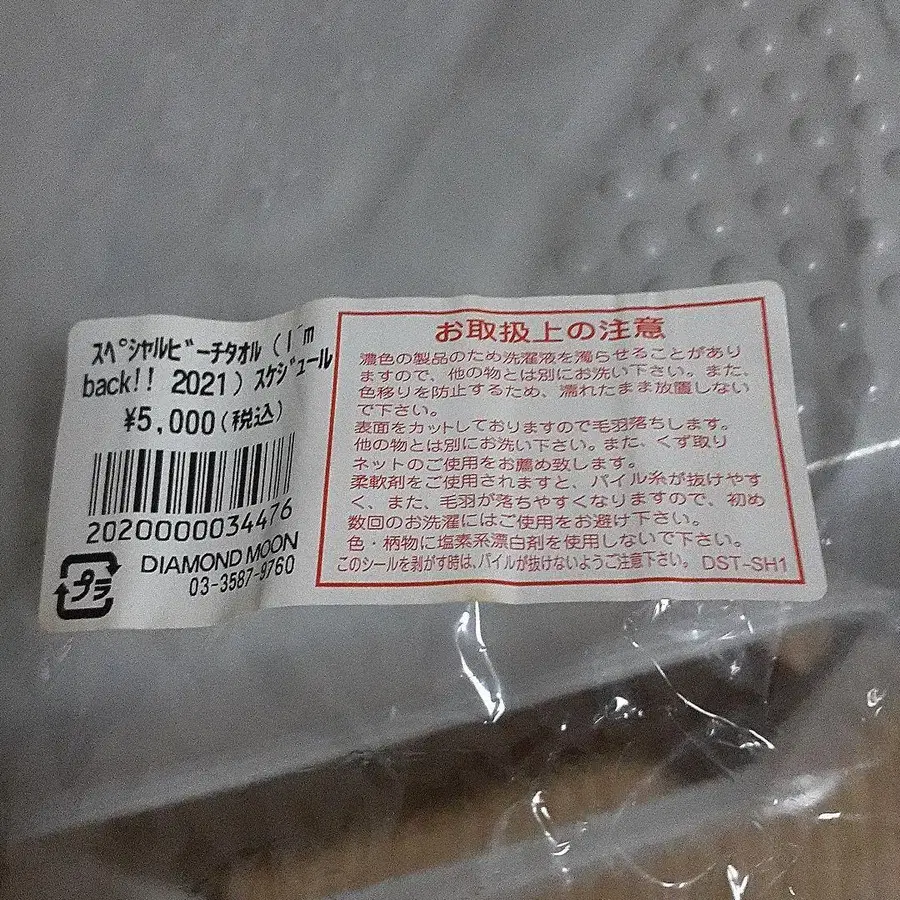 ｽﾍﾟｼｬﾙﾋﾞｰﾁﾀｵﾙ (I´m
back!! 2021) ｽｹｼﾞｭｰﾙ
¥5,000(税込)
2020000034476
プラ
DIAMOND MOON
03-3587-9760
お取扱上の注意
濃色の製品のため洗濯液を濁らせることがあり
ますので、他の物とは別にお洗い下さい。また、
色移りを防止するため、濡れたまま放置しない
で下さい。
表面をカットしておりますので毛羽落ちします。
他の物とは別にお洗い下さい。また、くず取り
ネットのご使用をお薦め致します。
柔軟剤をご使用されますと、パイル糸が抜けやす
く、また、毛羽が落ちやすくなりますので、初め
数回のお洗濯にはご使用をお避け下さい。
色・柄物に塩素系漂白剤を使用しないで下さい。
このシールを剥がす時は、パイルが抜けないようご注意下さい。 DST-SH1